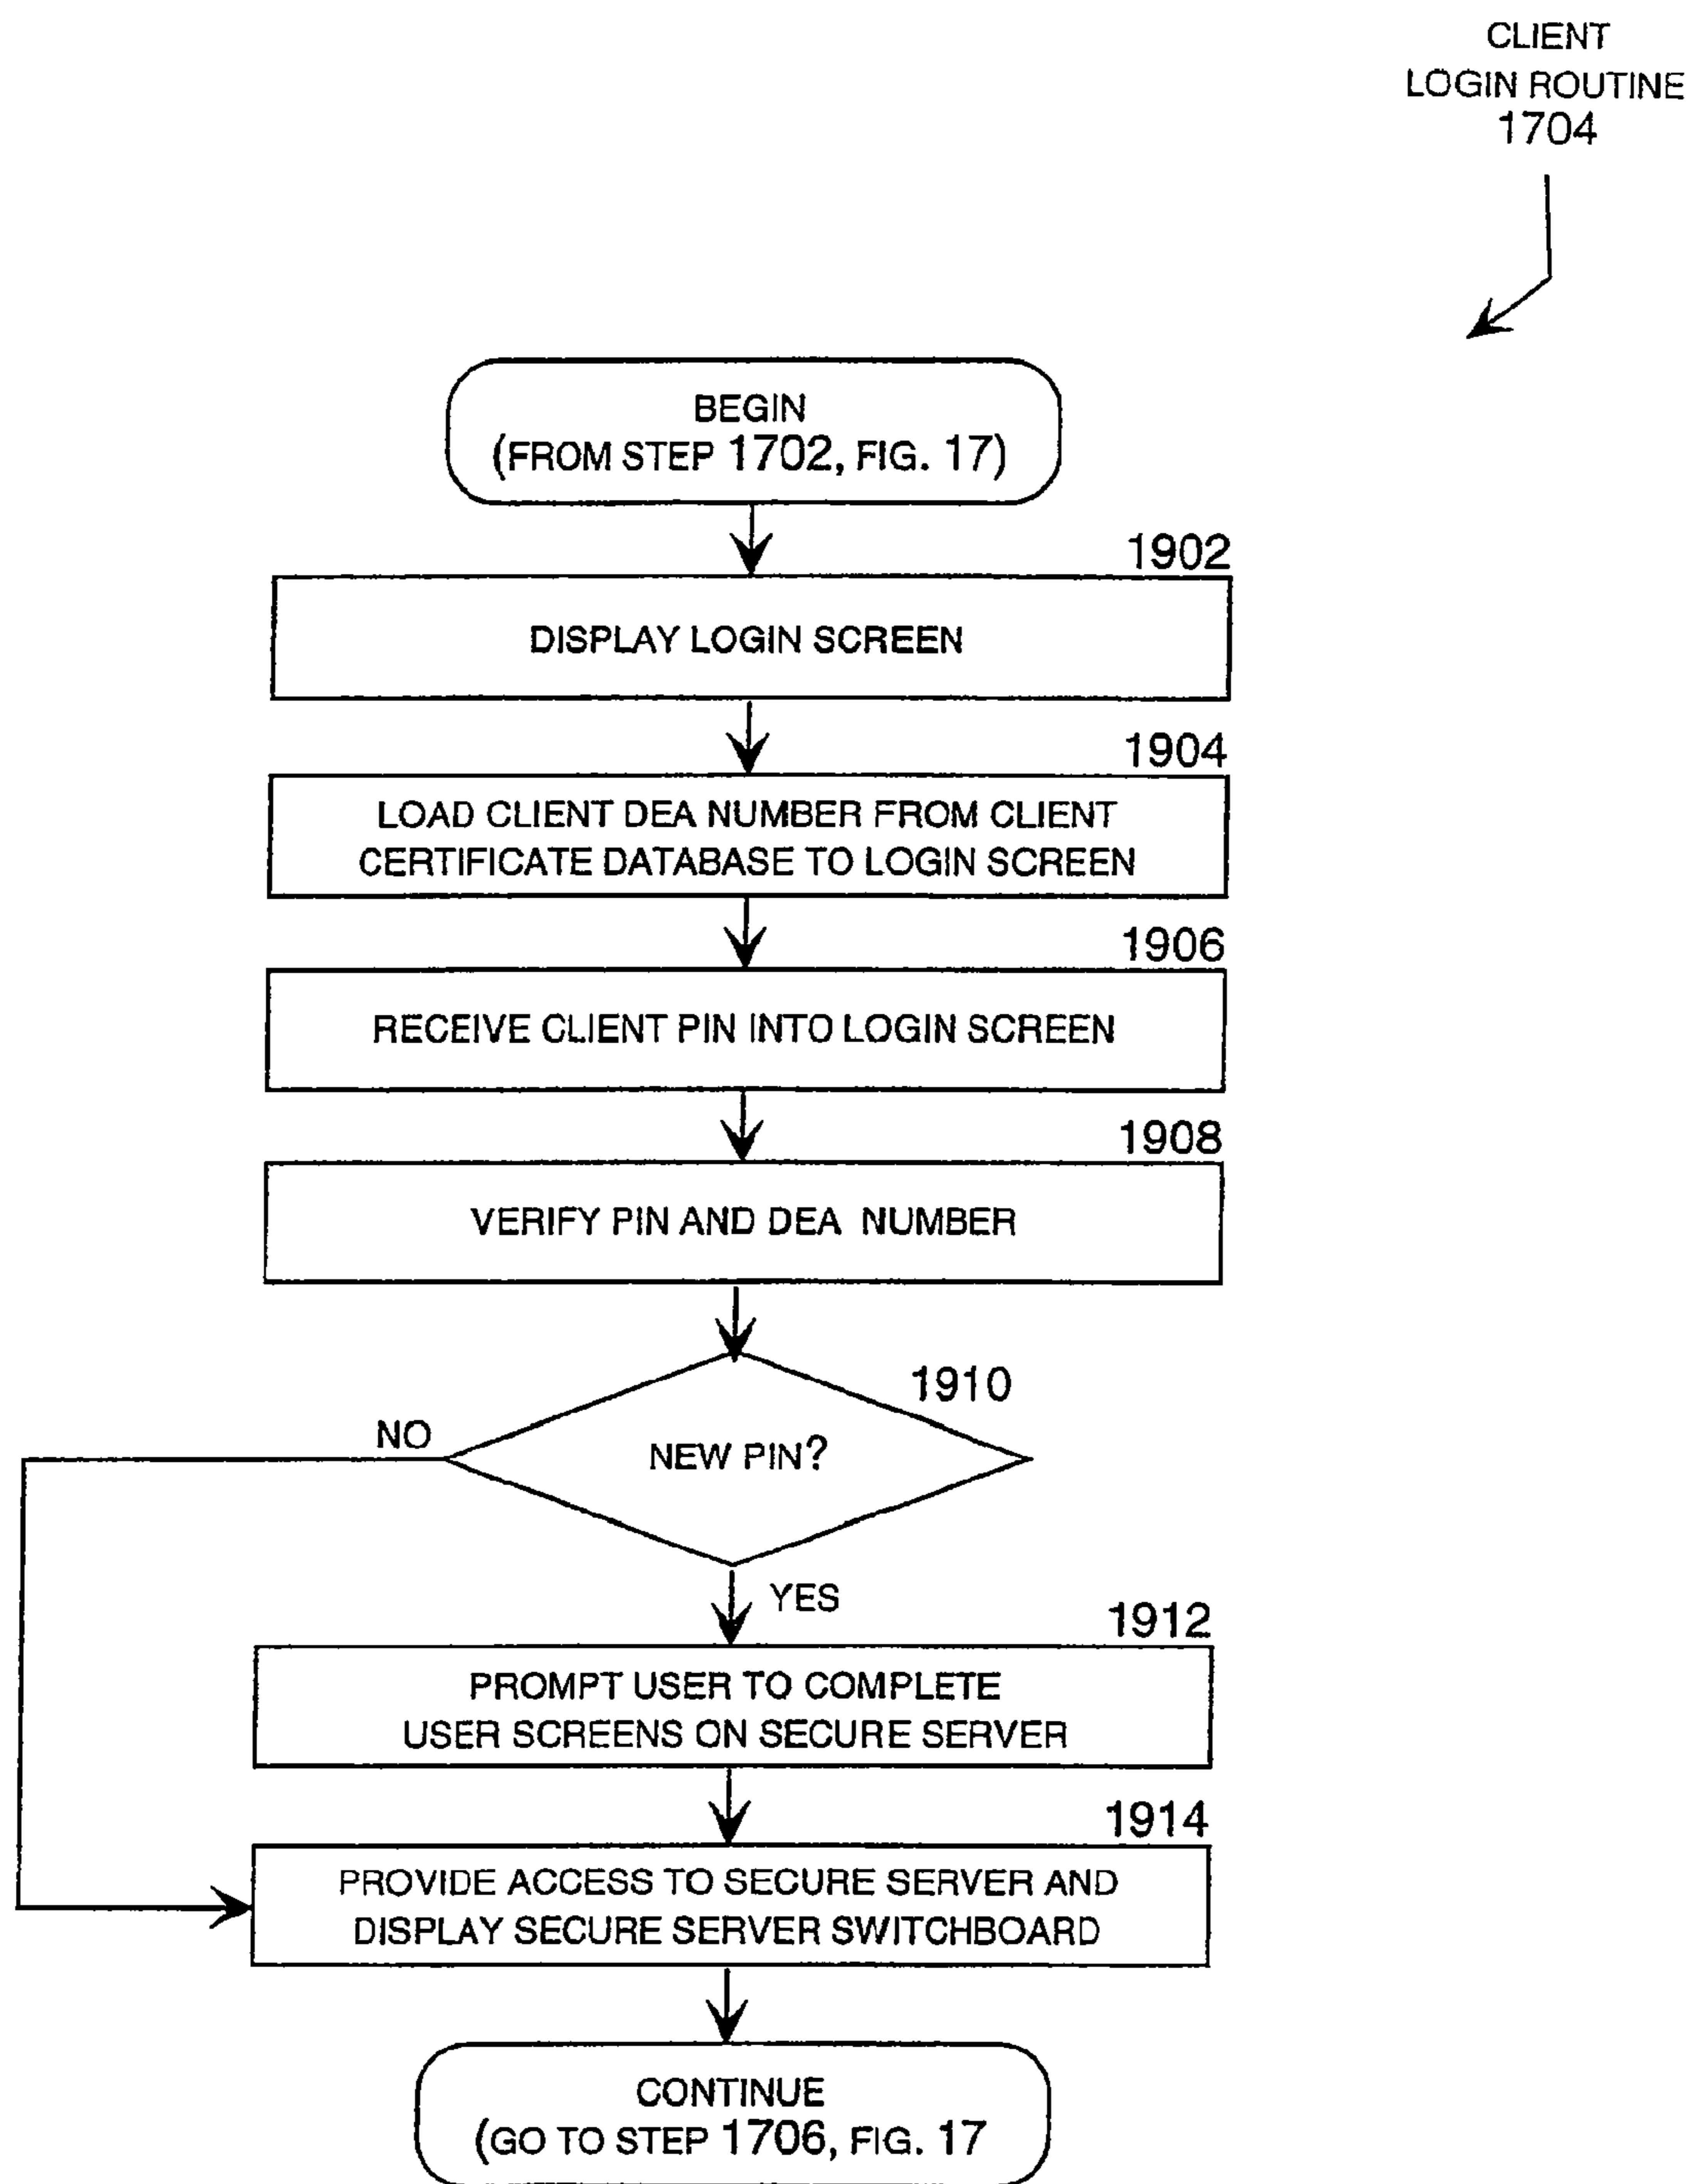 CLIENT
LOGIN ROUTINE
1704
BEGIN
(FROM STEP 1702, FIG. 17)
1902
DISPLAY LOGIN SCREEN
1904
LOAD CLIENT DEA NUMBER FROM CLIENT
CERTIFICATE DATABASE TO LOGIN SCREEN
1906
RECEIVE CLIENT PIN INTO LOGIN SCREEN
1908
VERIFY PIN AND DEA NUMBER
1910
NO
NEW PIN?
YES
1912
PROMPT USER TO COMPLETE
USER SCREENS ON SECURE SERVER
1914
PROVIDE ACCESS TO SECURE SERVER AND
DISPLAY SECURE SERVER SWITCHBOARD
CONTINUE
(GO TO STEP 1706, FIG. 17